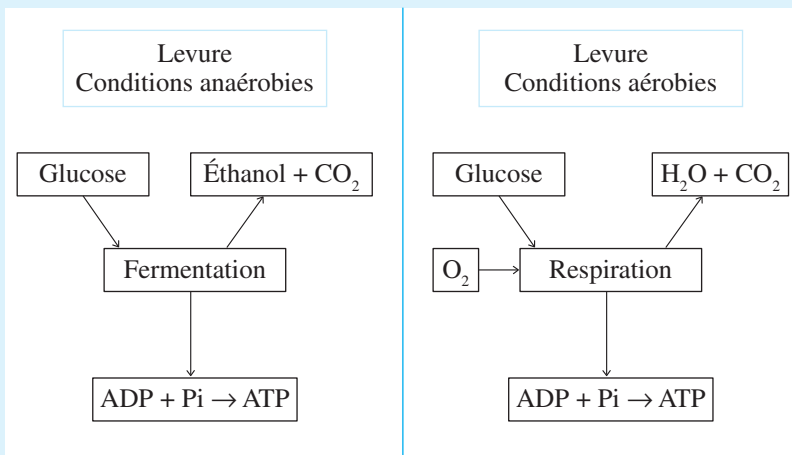 Levure
Conditions anaérobies
Glucose
Éthanol + CO₂
Fermentation
ADP + Pi → ATP
Levure
Conditions aérobies
Glucose
H₂O + CO₂
O₂
Respiration
ADP + Pi → ATP